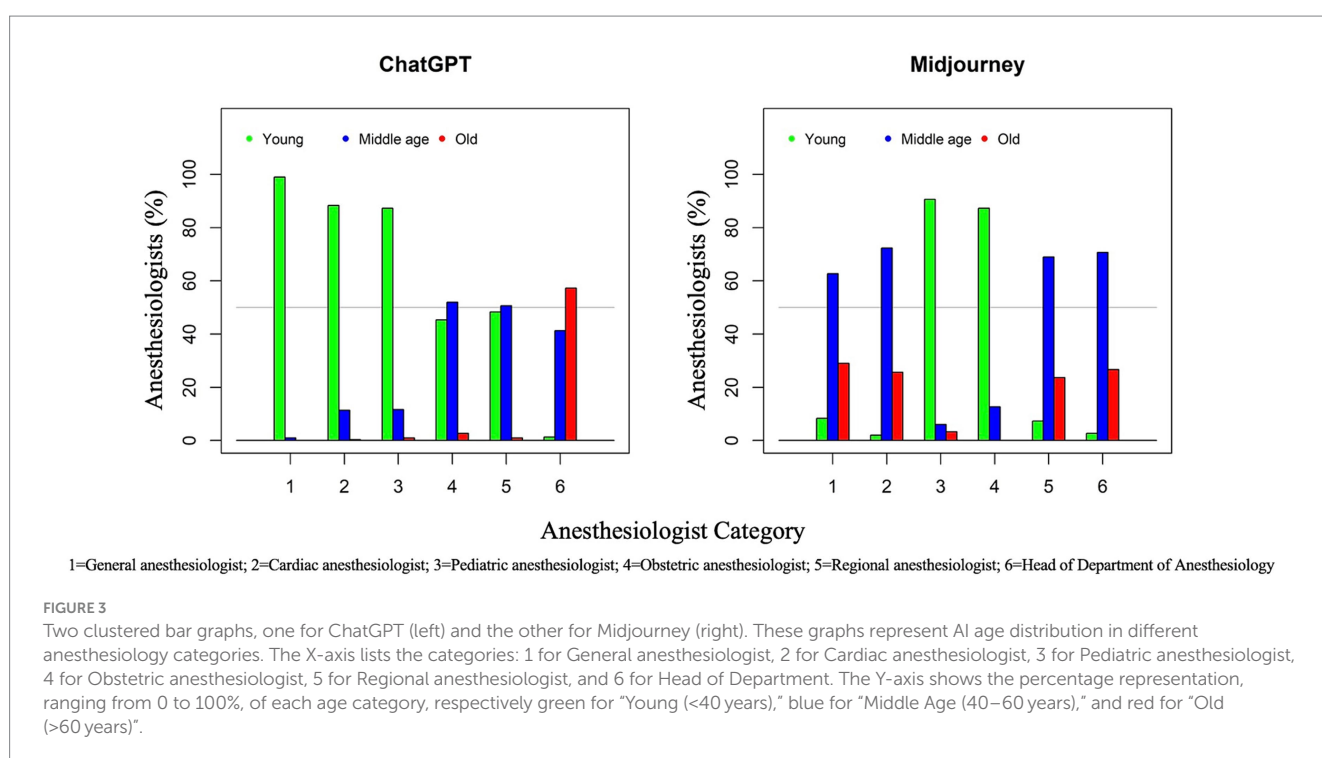 ChatGPT
Young Middle age Old
Anesthesiologists (%)
100
80
60
40
20
0
1 2 3 4 5 6
Midjourney
Young Middle age Old
Anesthesiologists (%)
100
80
60
40
20
0
1 2 3 4 5 6
Anesthesiologist Category
1=General anesthesiologist; 2=Cardiac anesthesiologist; 3=Pediatric anesthesiologist; 4=Obstetric anesthesiologist; 5=Regional anesthesiologist; 6=Head of Department of Anesthesiology
FIGURE 3
Two clustered bar graphs, one for ChatGPT (left) and the other for Midjourney (right). These graphs represent AI age distribution in different
anesthesiology categories. The X-axis lists the categories: 1 for General anesthesiologist, 2 for Cardiac anesthesiologist, 3 for Pediatric anesthesiologist,
4 for Obstetric anesthesiologist, 5 for Regional anesthesiologist, and 6 for Head of Department. The Y-axis shows the percentage representation,
ranging from 0 to 100%, of each age category, respectively green for “Young (<40 years),” blue for “Middle Age (40–60 years),” and red for “Old
(>60 years)”.